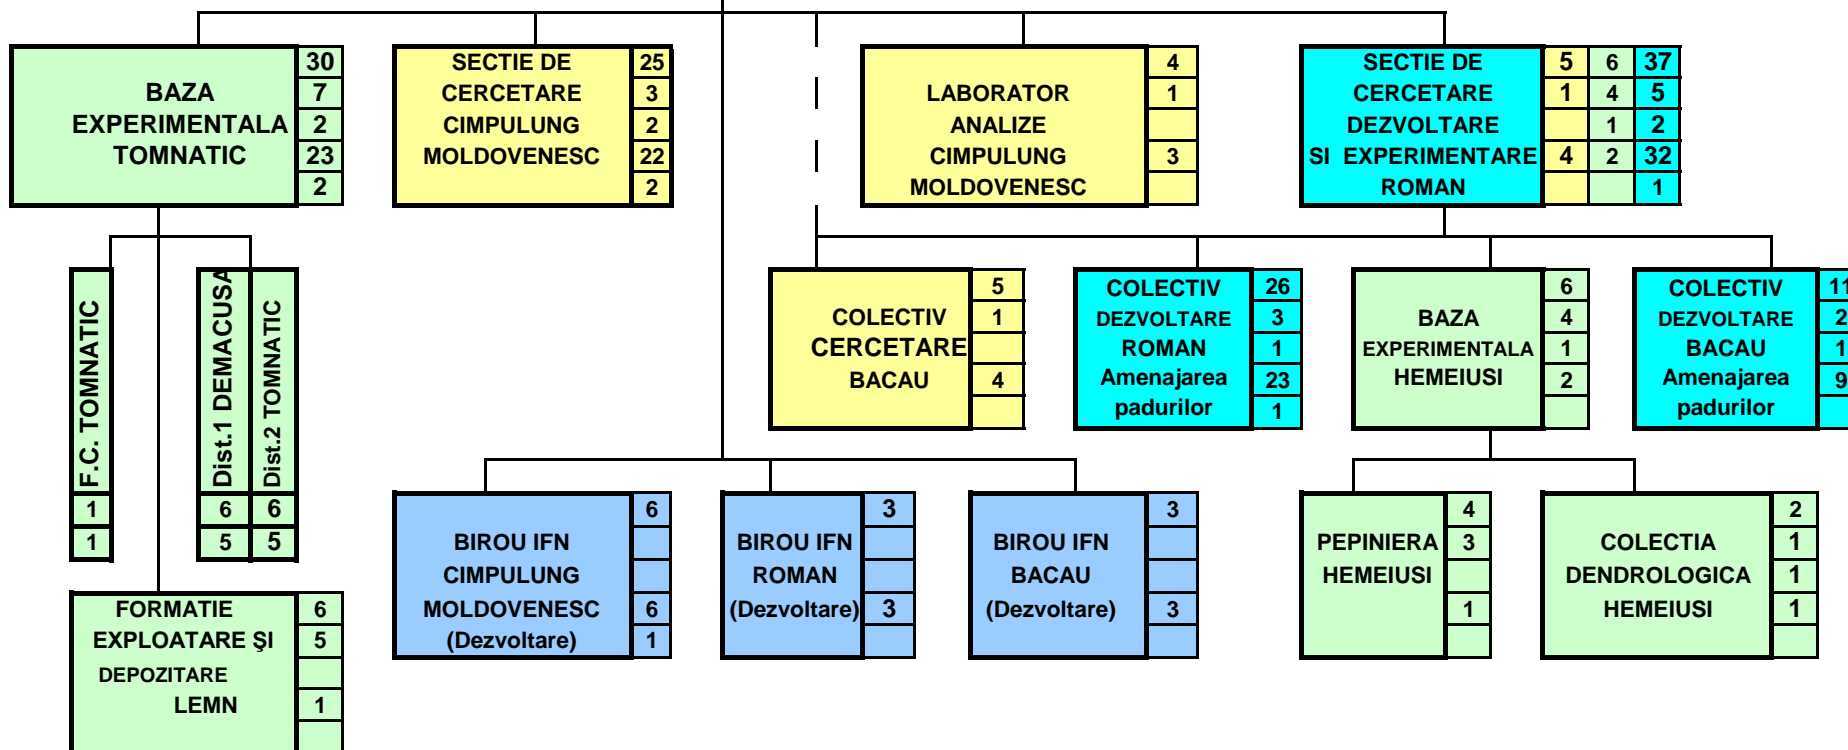 BAZA
EXPERIMENTALA
TOMNATIC
30
7
2
23
2
SECTIE DE
CERCETARE
CIMPULUNG
MOLDOVENESC
25
3
2
22
2
LABORATOR
ANALIZE
CIMPULUNG
MOLDOVENESC
4
1
3
SECTIE DE
CERCETARE
DEZVOLTARE
SI EXPERIMENTARE
ROMAN
5 6 37
1 4 5
1 2
4 2 32
1
F.C. TOMNATIC
1
1
Dist.1 DEMACUSA
6
5
Dist.2 TOMNATIC
6
5
COLECTIV
CERCETARE
BACAU
5
1
4
COLECTIV
DEZVOLTARE
ROMAN
Amenajarea
padurilor
26
3
1
23
1
BAZA
EXPERIMENTALA
HEMEIUSI
6
4
1
2
COLECTIV
DEZVOLTARE
BACAU
Amenajarea
padurilor
11
2
1
9
FORMATIE
EXPLOATARE ŞI
DEPOZITARE
LEMN
6
5
1
BIROU IFN
CIMPULUNG
MOLDOVENESC
(Dezvoltare)
6
6
1
BIROU IFN
ROMAN
(Dezvoltare)
3
3
BIROU IFN
BACAU
(Dezvoltare)
3
3
PEPINIERA
HEMEIUSI
4
3
1
COLECTIA
DENDROLOGICA
HEMEIUSI
2
1
1
1